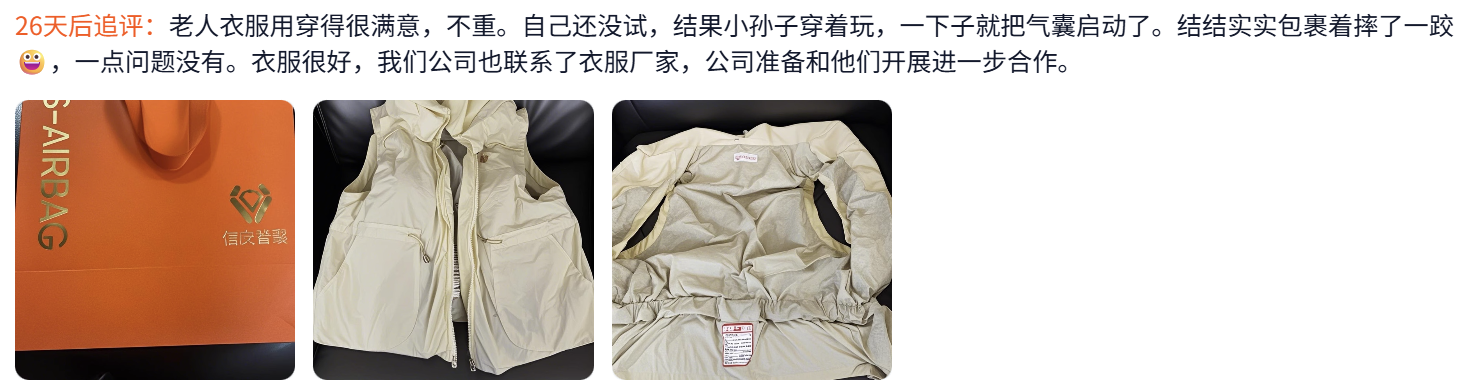 26天后追评：老人衣服用穿得很满意，不重。自己还没试，结果小孙子穿着玩，一下子就把气囊启动了。结结实实包裹着摔了一跤
😀，一点问题没有。衣服很好，我们公司也联系了衣服厂家，公司准备和他们开展进一步合作。
S-AIRBAG